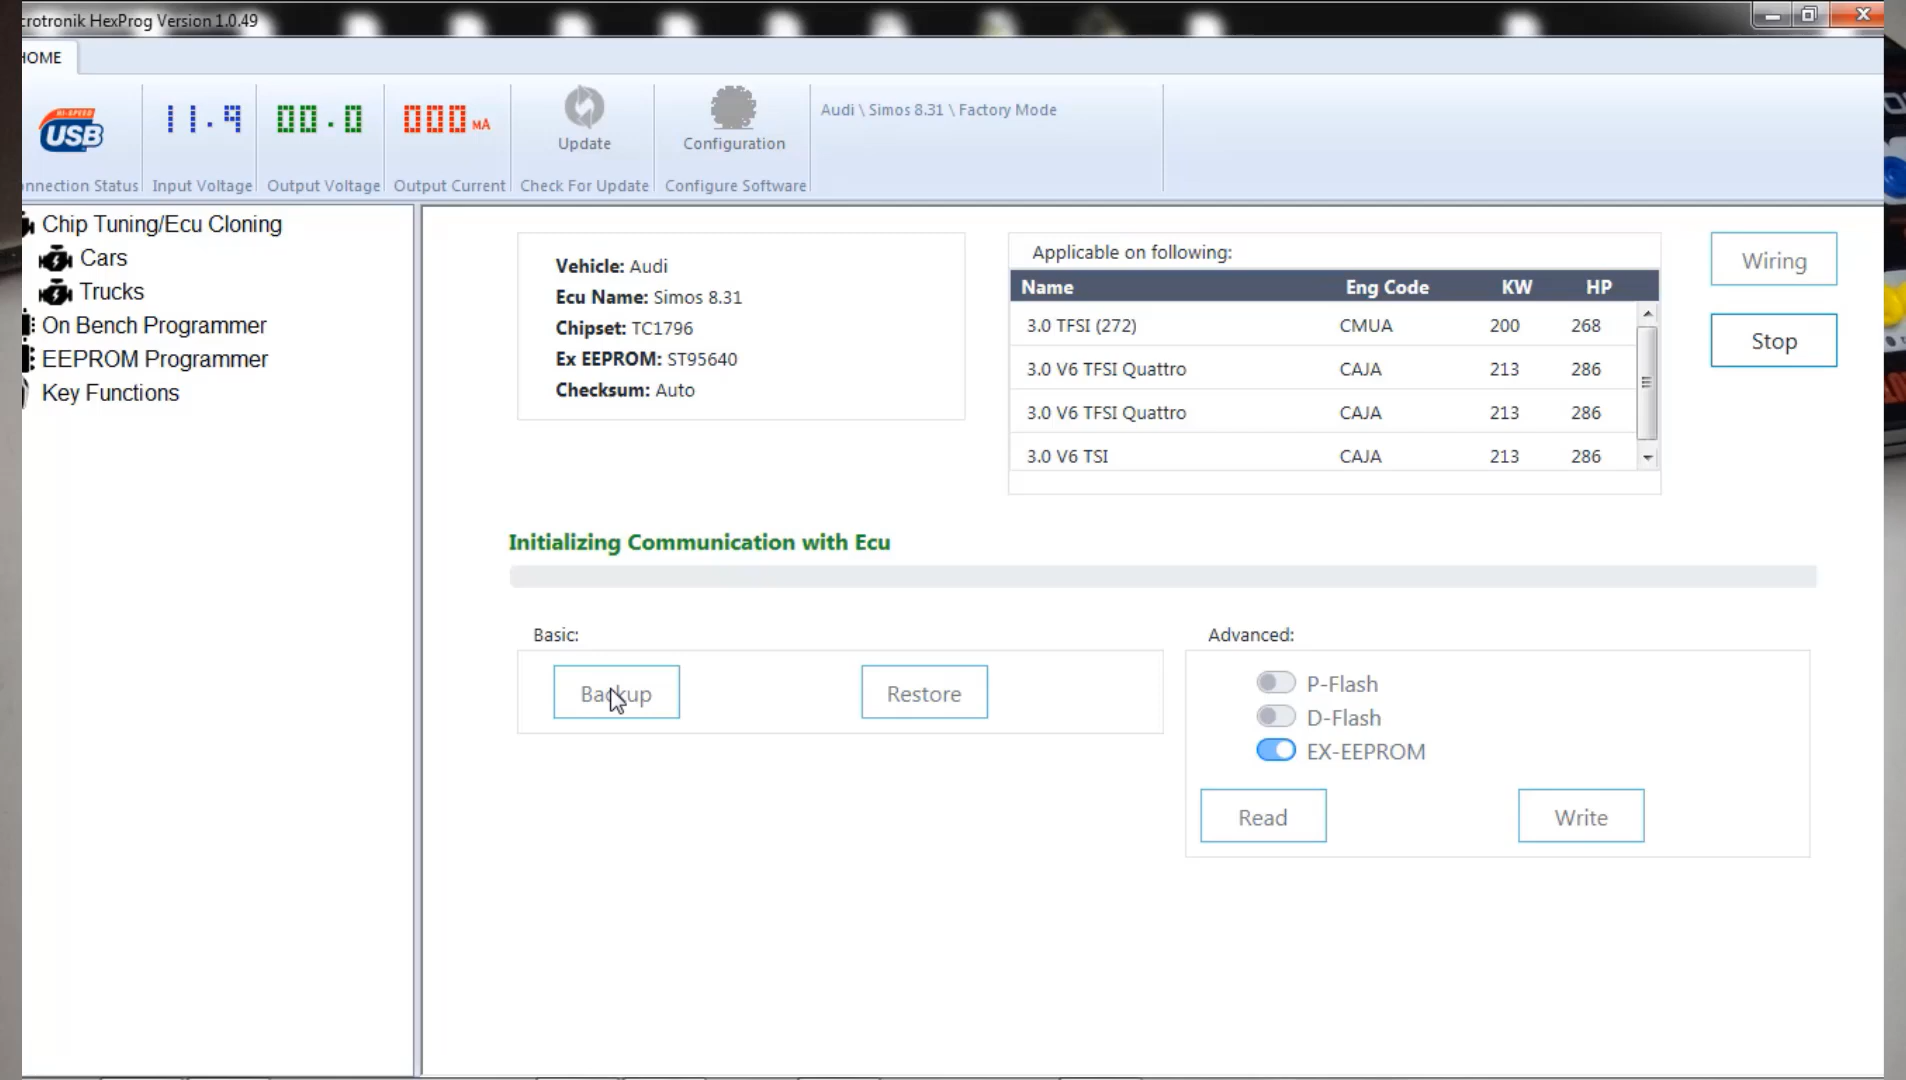 crotronik HexProg Version 1.0.49
HOME
HI-SPEED
USB
11.9
00.0
000 MA
Update
Configuration
Audi \ Simos 8.31 \ Factory Mode
nnection Status
Input Voltage
Output Voltage
Output Current
Check For Update
Configure Software
Chip Tuning/Ecu Cloning
Cars
Trucks
On Bench Programmer
EEPROM Programmer
Key Functions
Vehicle: Audi
Ecu Name: Simos 8.31
Chipset: TC1796
Ex EEPROM: ST95640
Checksum: Auto
Applicable on following:
Name Eng Code KW HP
3.0 TFSI (272) CMUA 200 268
3.0 V6 TFSI Quattro CAJA 213 286
3.0 V6 TFSI Quattro CAJA 213 286
3.0 V6 TSI CAJA 213 286
Wiring
Stop
Initializing Communication with Ecu
Basic:
Backup
Restore
Advanced:
P-Flash
D-Flash
EX-EEPROM
Read
Write